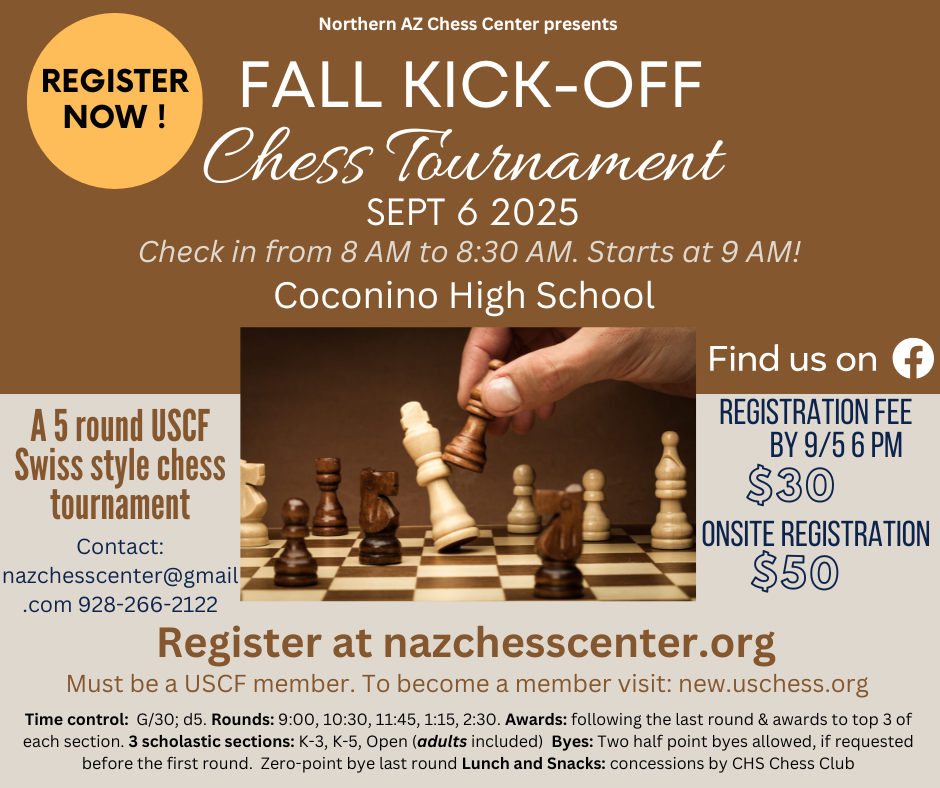 Northern AZ Chess Center presents
REGISTER
NOW !
FALL KICK-OFF
Chess Tournament
SEPT 6 2025
Check in from 8 AM to 8:30 AM. Starts at 9 AM!
Coconino High School
Find us on
A 5 round USCF
Swiss style chess
tournament
Contact:
nazchesscenter@gmail
.com 928-266-2122
REGISTRATION FEE
BY 9/5 6 PM
$30
ONSITE REGISTRATION
$50
Register at nazchesscenter.org
Must be a USCF member. To become a member visit: new.uschess.org
Time control: G/30; d5. Rounds: 9:00, 10:30, 11:45, 1:15, 2:30. Awards: following the last round & awards to top 3 of
each section. 3 scholastic sections: K-3, K-5, Open (adults included) Byes: Two half point byes allowed, if requested
before the first round. Zero-point bye last round Lunch and Snacks: concessions by CHS Chess Club